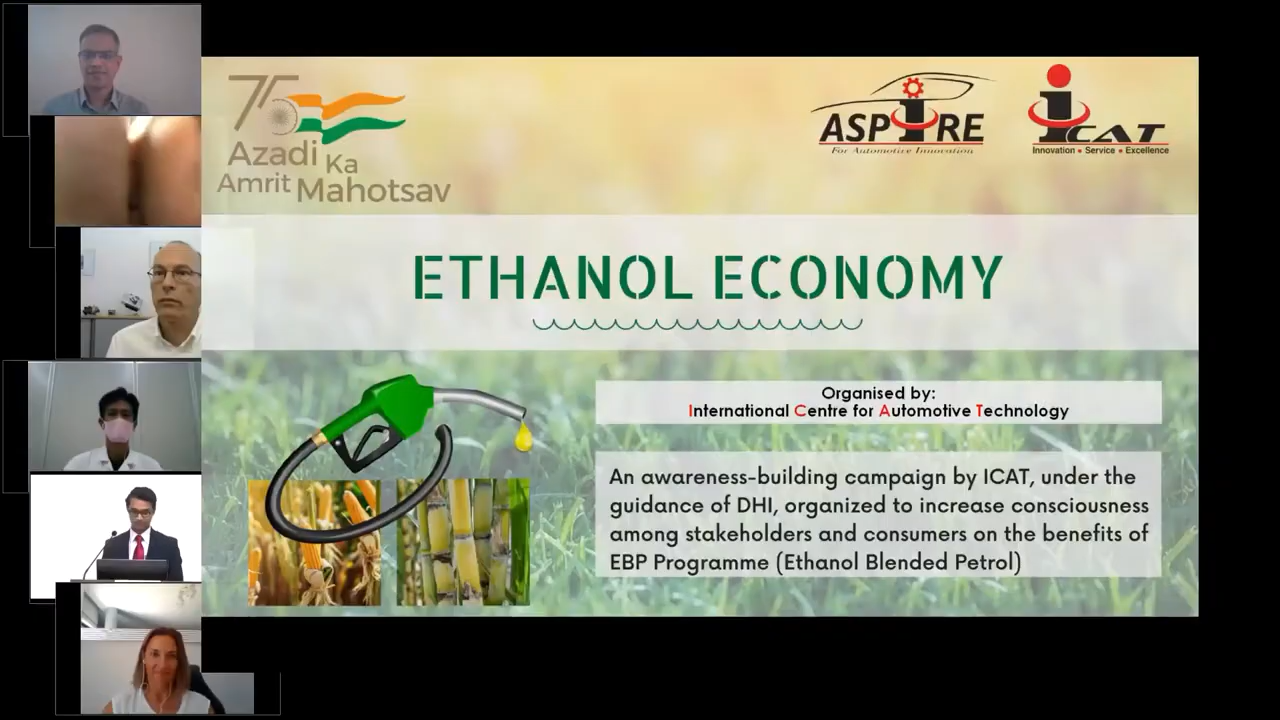 75
Azadi Ka
Amrit Mahotsav
ASPIRE
For Automotive Innovation
iCAT
Innovation • Service • Excellence
ETHANOL ECONOMY
Organised by:
International Centre for Automotive Technology
An awareness-building campaign by ICAT, under the
guidance of DHI, organized to increase consciousness
among stakeholders and consumers on the benefits of
EBP Programme (Ethanol Blended Petrol)